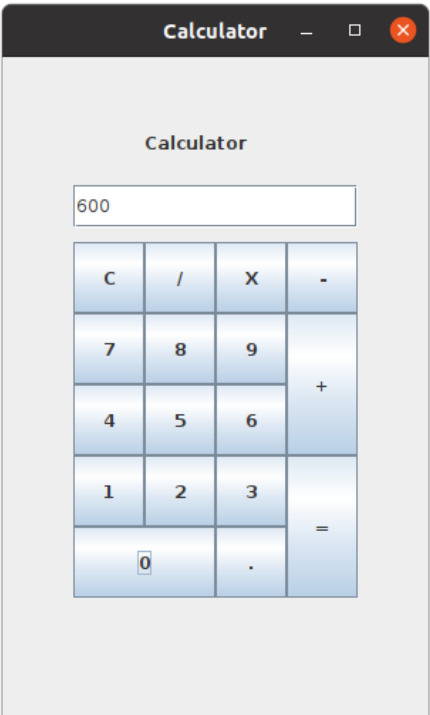 Calculator
Calculator
600
C / X -
7 8 9
+
4 5 6
1 2 3
=
0 .